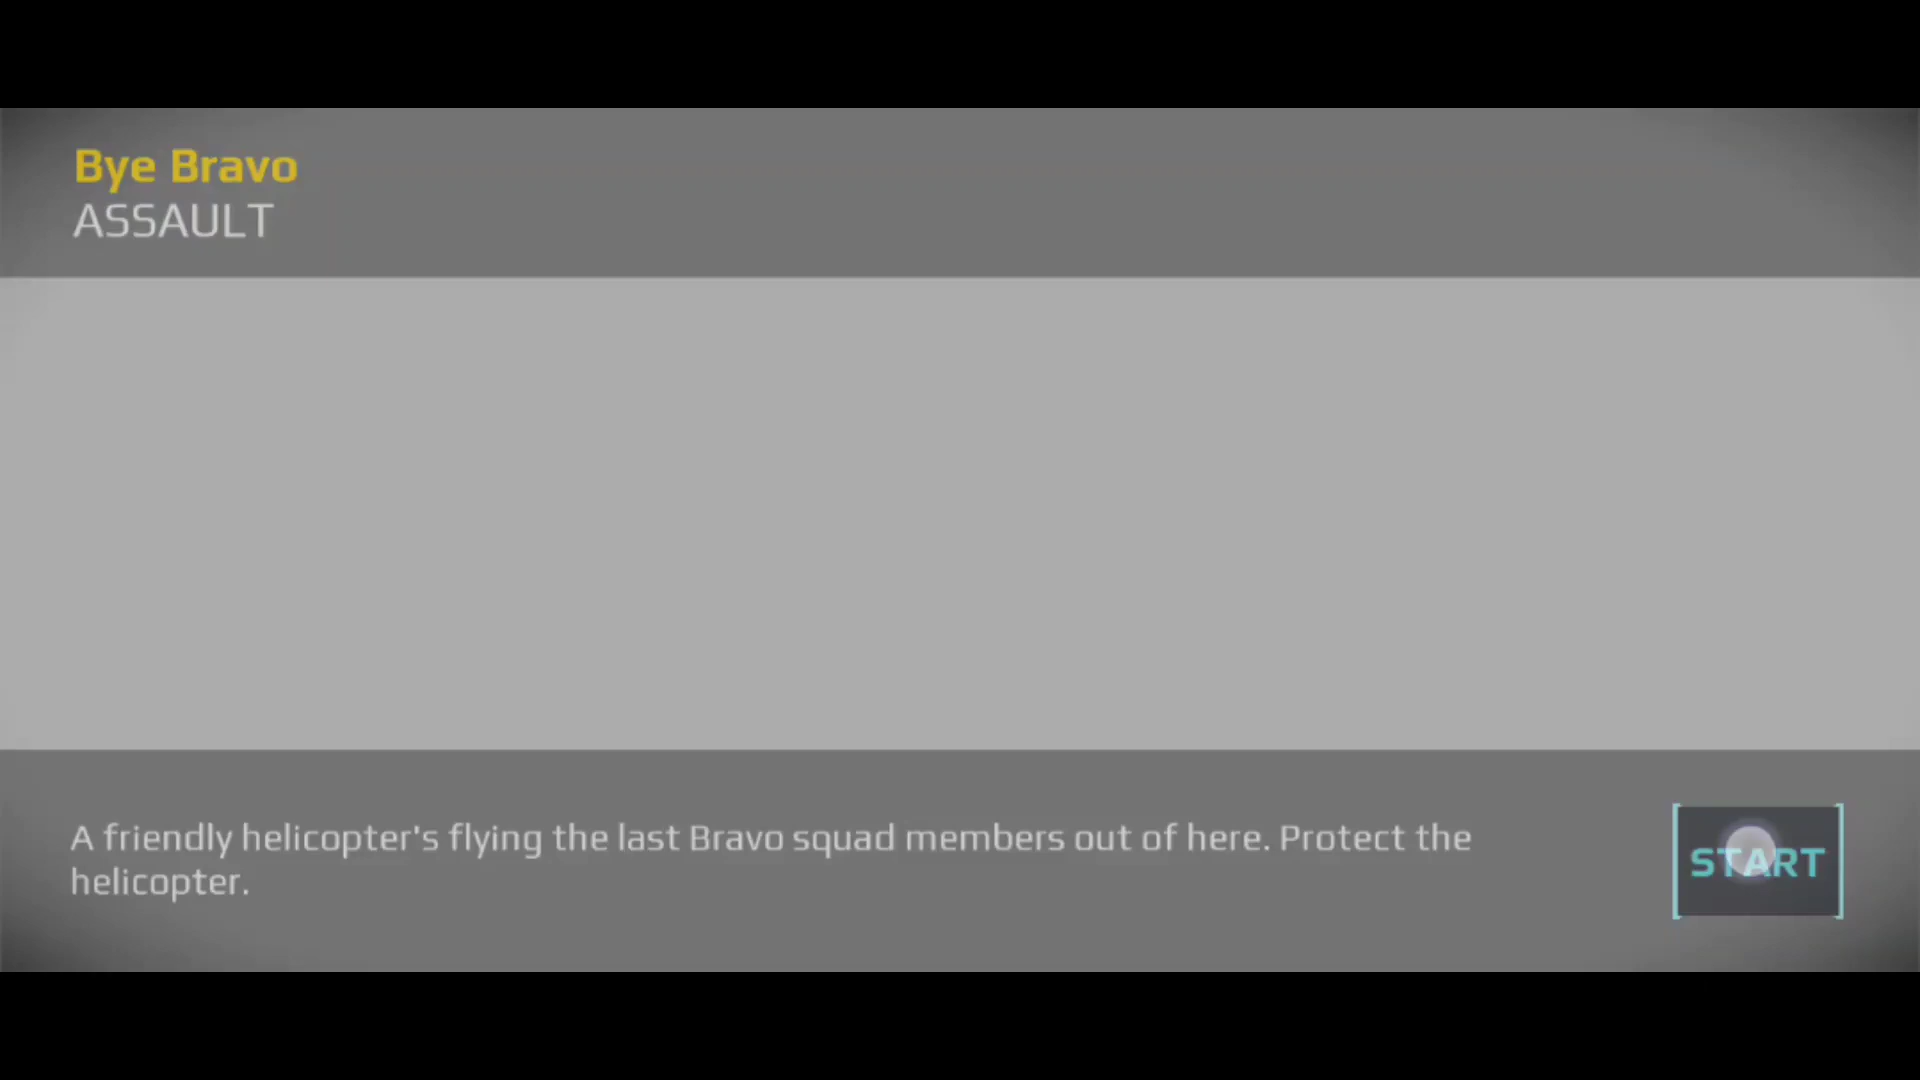 Bye Bravo
ASSAULT
A friendly helicopter's flying the last Bravo squad members out of here. Protect the
helicopter.
START